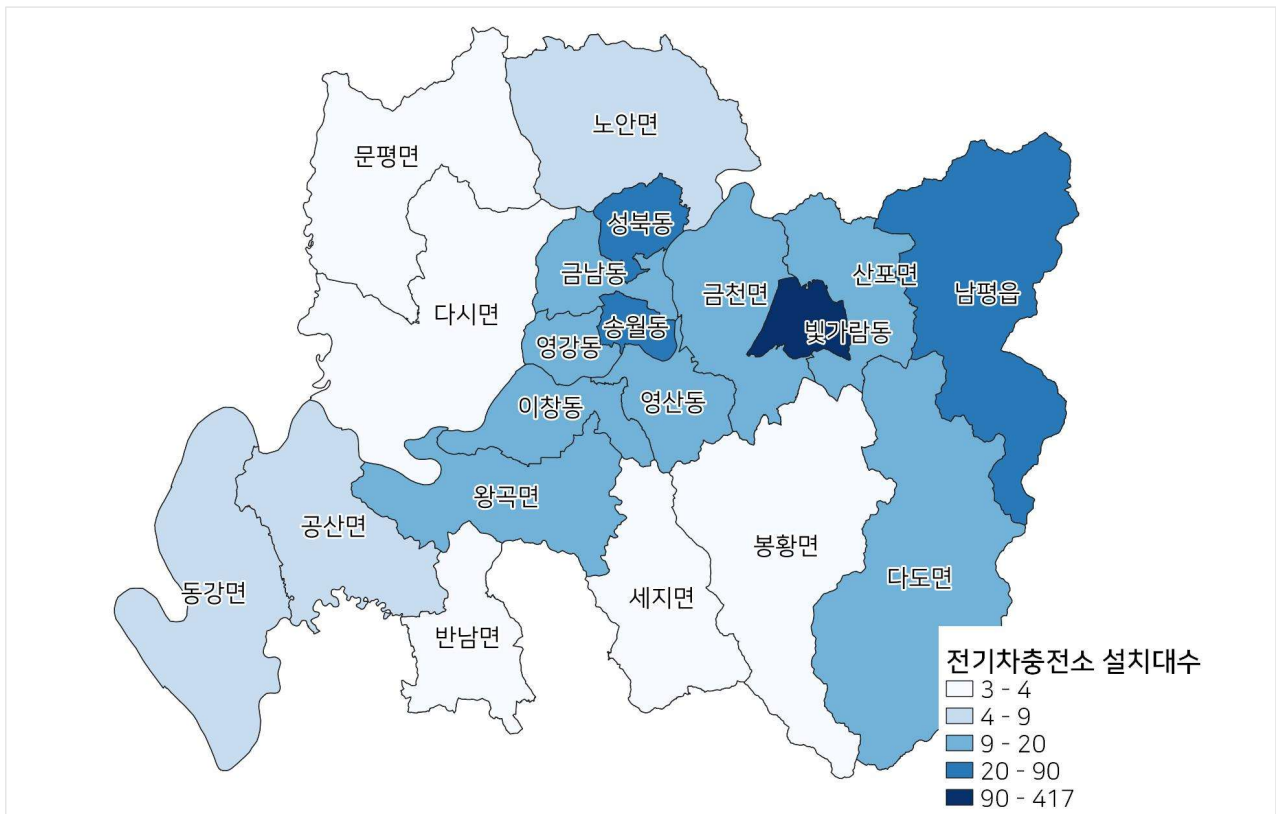 노안면
문평면
성북동
금남동
산포면
금천면
남평읍
다시면
송월동
빛가람동
영강동
이창동
영산동
왕곡면
공산면
봉황면
다도면
동강면
세지면
반남면
전기차충전소 설치대수
3 - 4
4 - 9
9 - 20
20 - 90
90 - 417